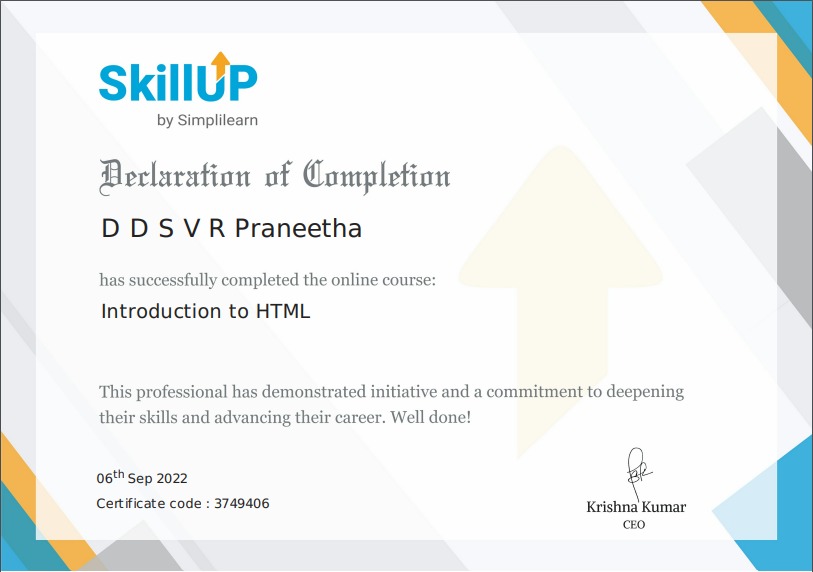 SkillUP
by Simplilearn
Declaration of Completion
D D S V R Praneetha
has successfully completed the online course:
Introduction to HTML
This professional has demonstrated initiative and a commitment to deepening
their skills and advancing their career. Well done!
06th Sep 2022
Certificate code : 3749406
Krishna Kumar
CEO